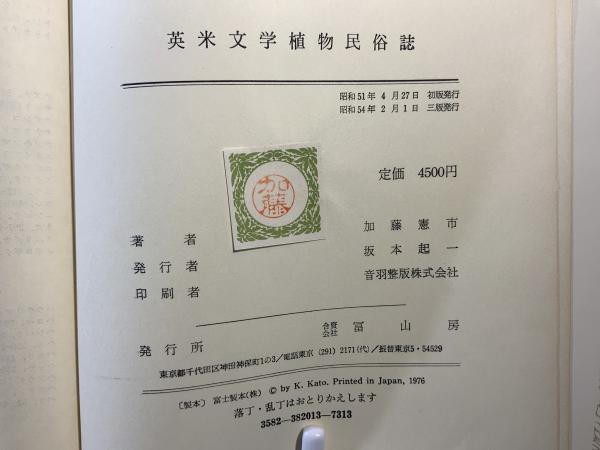 英米文学植物民俗誌
昭和51年 4月27日 初版発行
昭和54年 2月1日 三版発行
定価 4500円
加藤
著者 加藤憲市
発行者 坂本起一
印刷者 音羽整版株式会社
発行所 合資会社 冨山房
東京都千代田区神田神保町1の3/電話東京 (291) 2171(代)/振替東京5・54529
〔製本〕 富士製本(株) © by K. Kato. Printed in Japan, 1976
落丁・乱丁はおとりかえします
3582-382013-7313